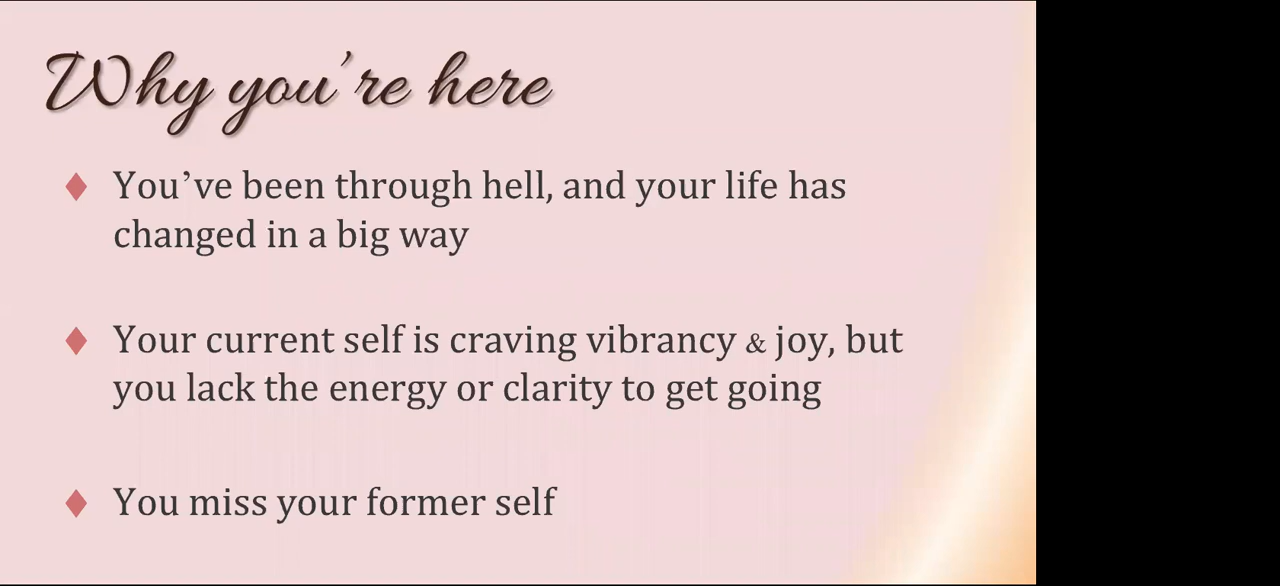 Why you’re here
You’ve been through hell, and your life has
changed in a big way
Your current self is craving vibrancy & joy, but
you lack the energy or clarity to get going
You miss your former self